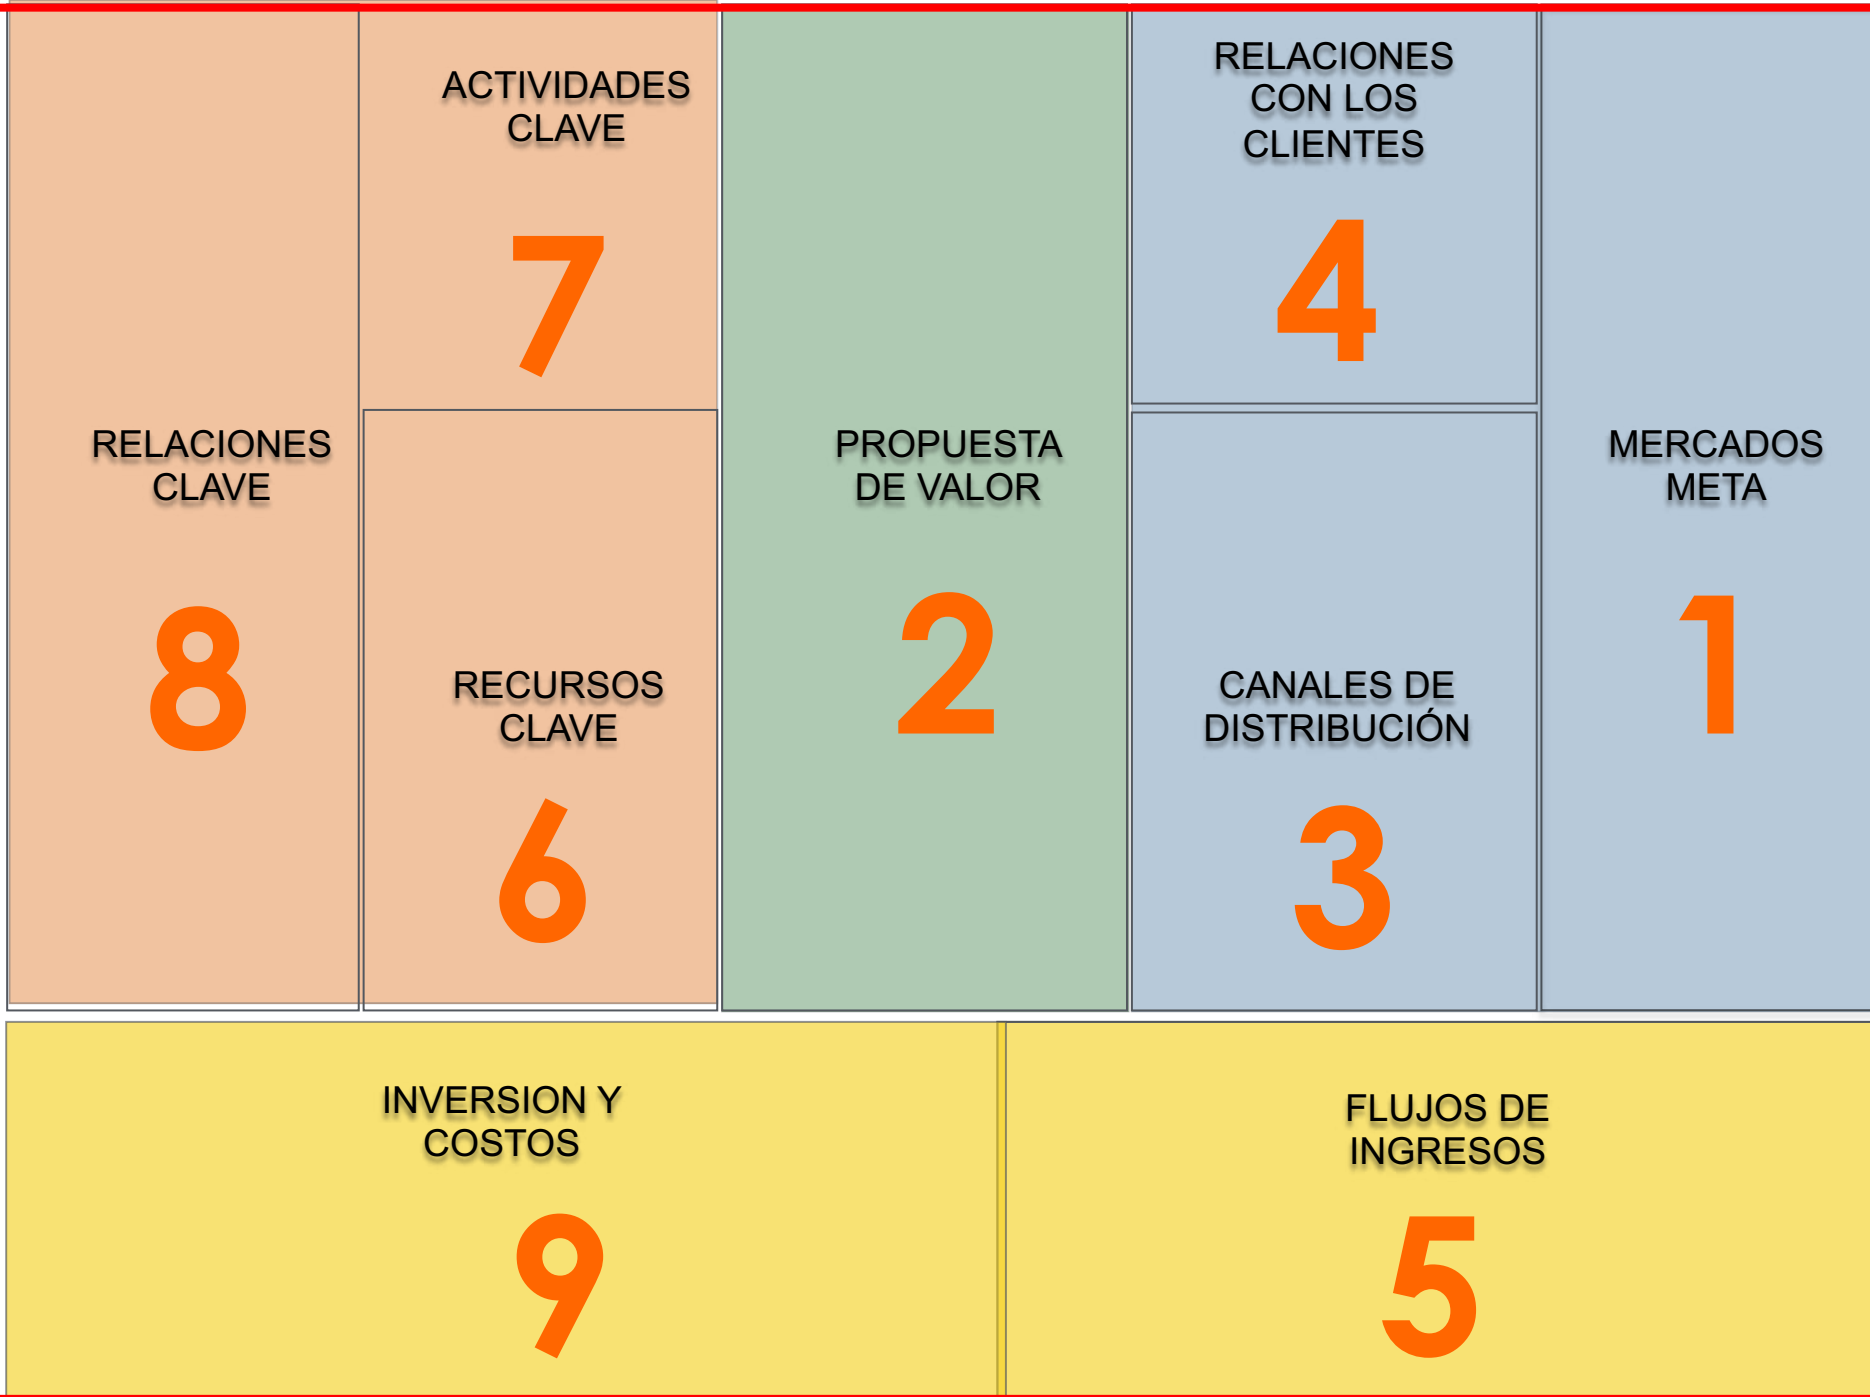 ACTIVIDADES
CLAVE
7
RELACIONES
CON LOS
CLIENTES
4
RELACIONES
CLAVE
8
RECURSOS
CLAVE
6
PROPUESTA
DE VALOR
2
CANALES DE
DISTRIBUCIÓN
3
MERCADOS
META
1
INVERSION Y
COSTOS
9
FLUJOS DE
INGRESOS
5